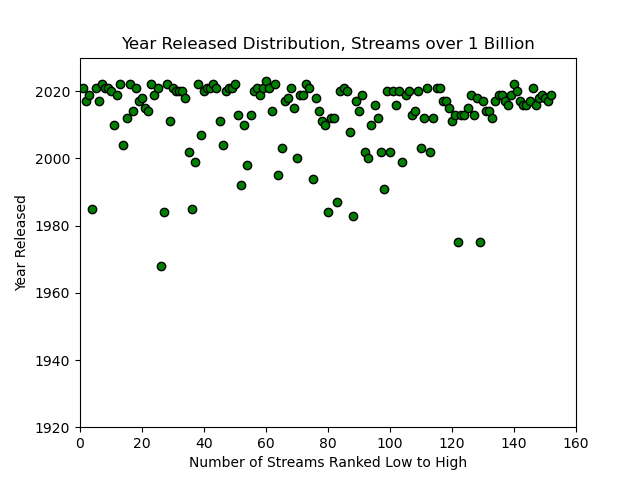 Year Released Distribution, Streams over 1 Billion
Year Released
2020
2000
1980
1960
1940
1920
0 20 40 60 80 100 120 140 160
Number of Streams Ranked Low to High